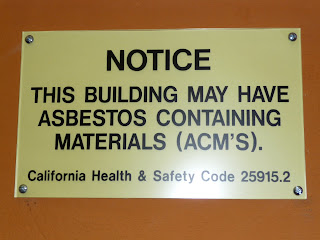 NOTICE
THIS BUILDING MAY HAVE
ASBESTOS CONTAINING
MATERIALS (ACM'S).
California Health & Safety Code 25915.2